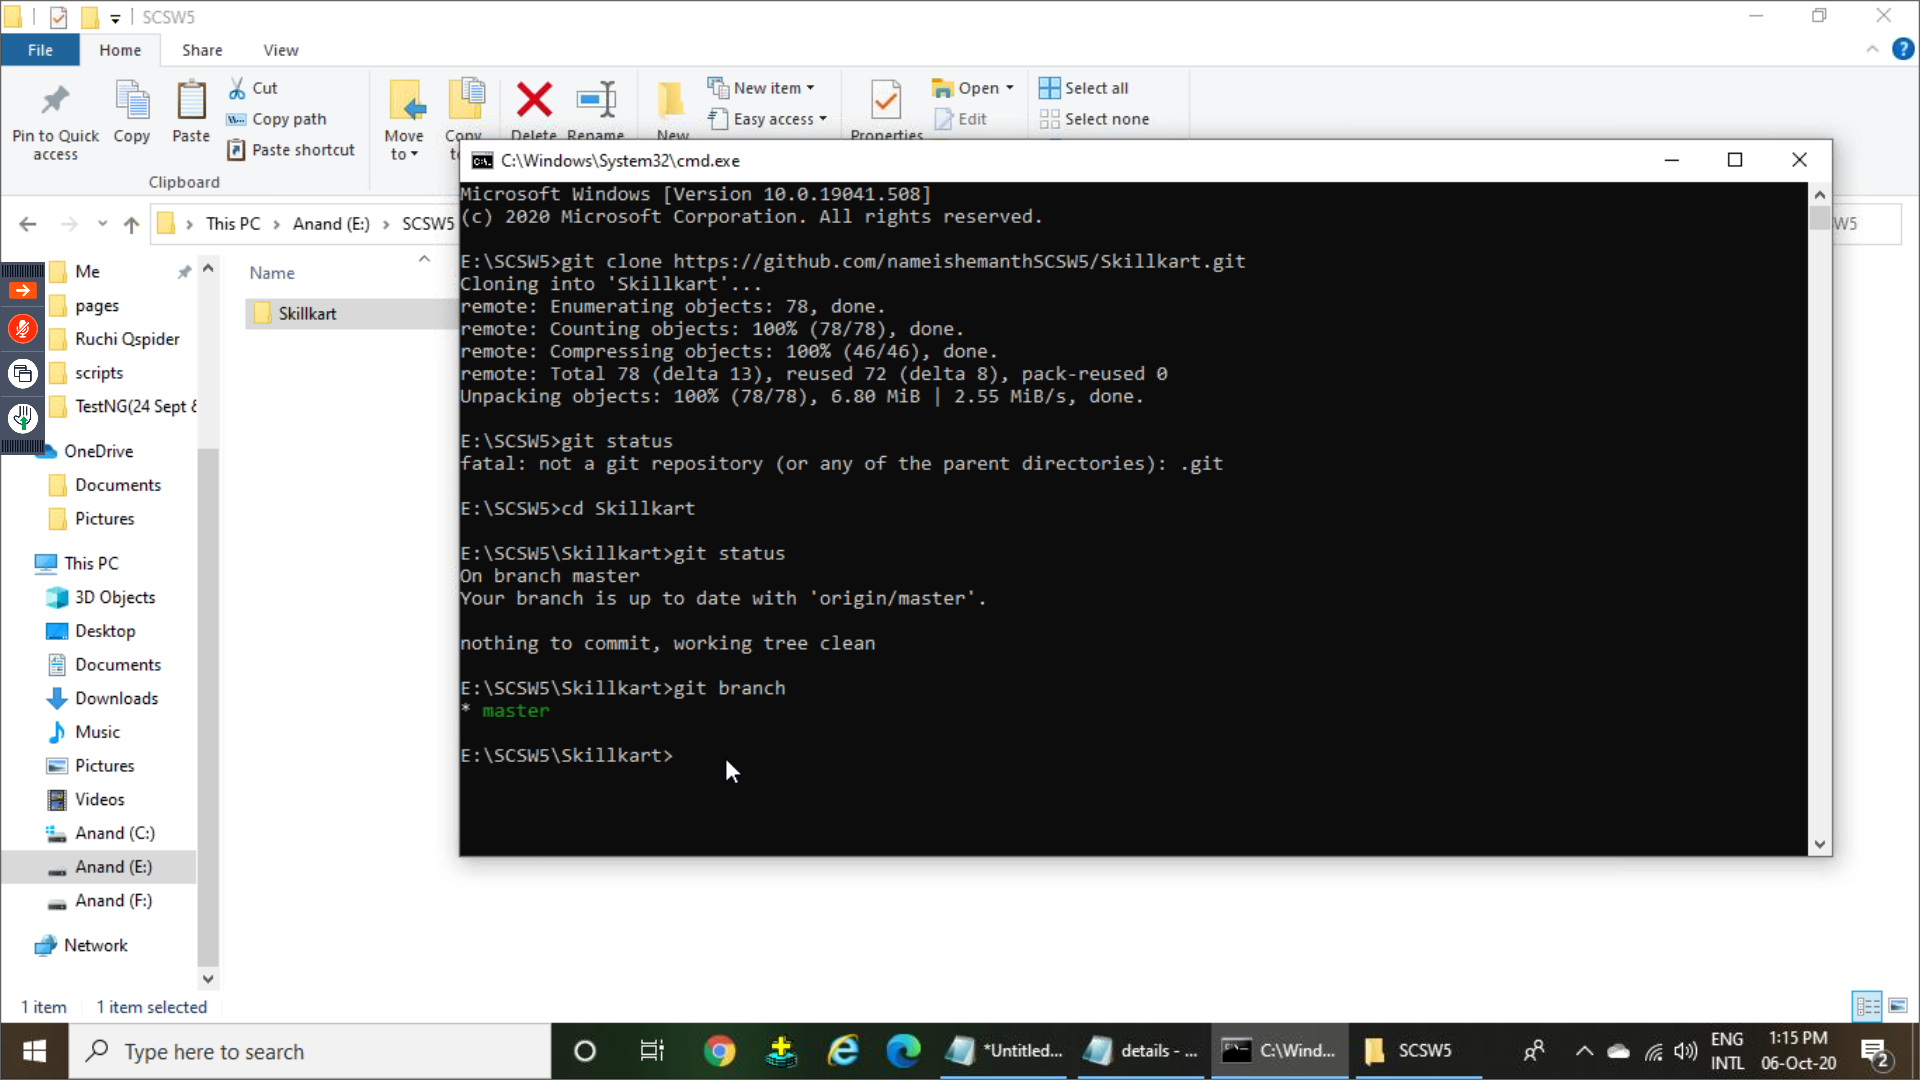 SCSW5
File
Home
Share
View
Pin to Quick access
Copy
Paste
Cut
Copy path
Paste shortcut
Clipboard
Move to
Copy
Delete
Rename
New
New item
Easy access
Properties
Open
Edit
Select all
Select none
This PC > Anand (E:) > SCSW5
W5
Me
pages
Ruchi Qspider
scripts
TestNG(24 Sept &
OneDrive
Documents
Pictures
This PC
3D Objects
Desktop
Documents
Downloads
Music
Pictures
Videos
Anand (C:)
Anand (E:)
Anand (F:)
Network
Name
Skillkart
1 item
1 item selected
C:\Windows\System32\cmd.exe
Microsoft Windows [Version 10.0.19041.508]
(c) 2020 Microsoft Corporation. All rights reserved.
E:\SCSW5>git clone https://github.com/nameishemanthSCSW5/Skillkart.git
Cloning into 'Skillkart'...
remote: Enumerating objects: 78, done.
remote: Counting objects: 100% (78/78), done.
remote: Compressing objects: 100% (46/46), done.
remote: Total 78 (delta 13), reused 72 (delta 8), pack-reused 0
Unpacking objects: 100% (78/78), 6.80 MiB | 2.55 MiB/s, done.
E:\SCSW5>git status
fatal: not a git repository (or any of the parent directories): .git
E:\SCSW5>cd Skillkart
E:\SCSW5\Skillkart>git status
On branch master
Your branch is up to date with 'origin/master'.
nothing to commit, working tree clean
E:\SCSW5\Skillkart>git branch
* master
E:\SCSW5\Skillkart>
Type here to search
*Untitled...
details - ...
C:\Wind...
SCSW5
ENG
INTL
1:15 PM
06-Oct-20
2